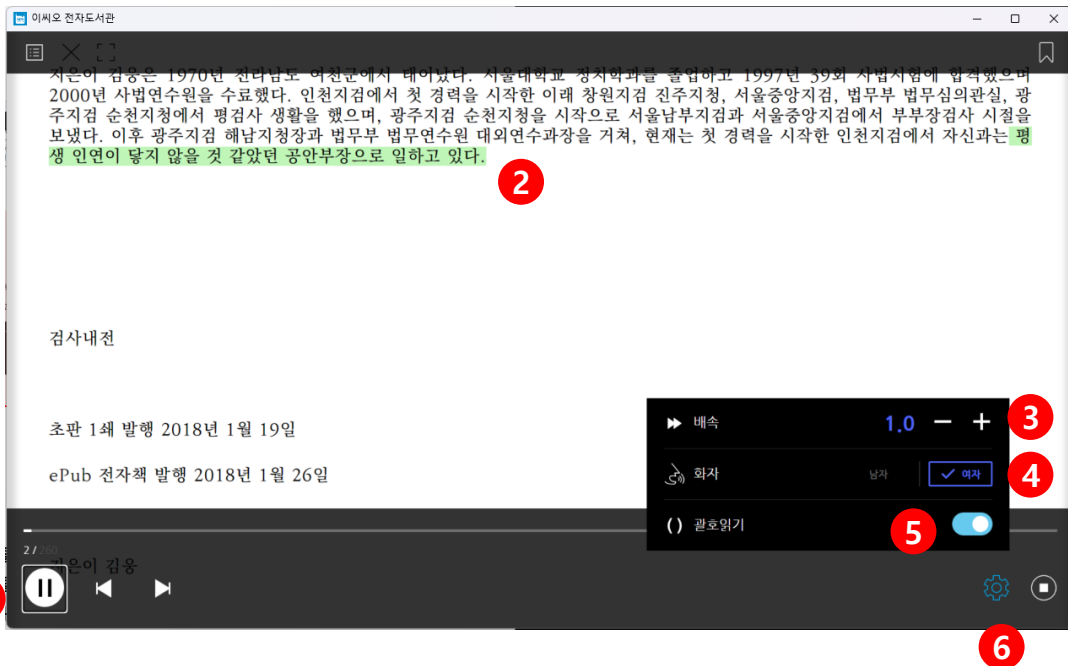 이씨오 전자도서관
지은이 김웅은 1970년 전라남도 여천군에서 태어났다. 서울대학교 정치학과를 졸업하고 1997년 39회 사법시험에 합격했으며
2000년 사법연수원을 수료했다. 인천지검에서 첫 경력을 시작한 이래 창원지검 진주지청, 서울중앙지검, 법무부 법무심의관실, 광
주지검 순천지청에서 평검사 생활을 했으며, 광주지검 순천지청을 시작으로 서울남부지검과 서울중앙지검에서 부부장검사 시절을
보냈다. 이후 광주지검 해남지청장과 법무부 법무연수원 대외연수과장을 거쳐, 현재는 첫 경력을 시작한 인천지검에서 자신과는 평
생 인연이 닿지 않을 것 같았던 공안부장으로 일하고 있다.
2
검사내전
배속 1.0 3
초판 1쇄 발행 2018년 1월 19일
화자 남자 여자 4
ePub 전자책 발행 2018년 1월 26일
() 괄호읽기 5
2 / 260
지은이 김웅
6